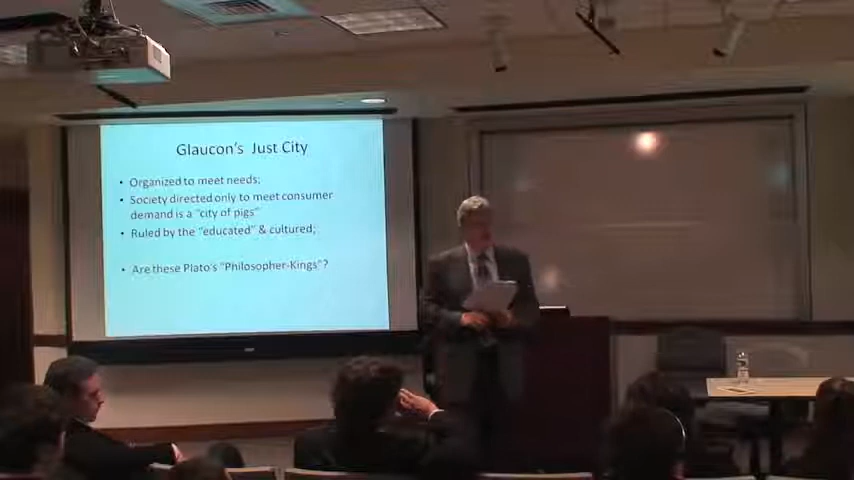 Glaucon's Just City
• Organized to meet needs;
• Society directed only to meet consumer
demand is a "city of pigs"
• Ruled by the "educated" & cultured;
• Are these Plato's "Philosopher-Kings"?